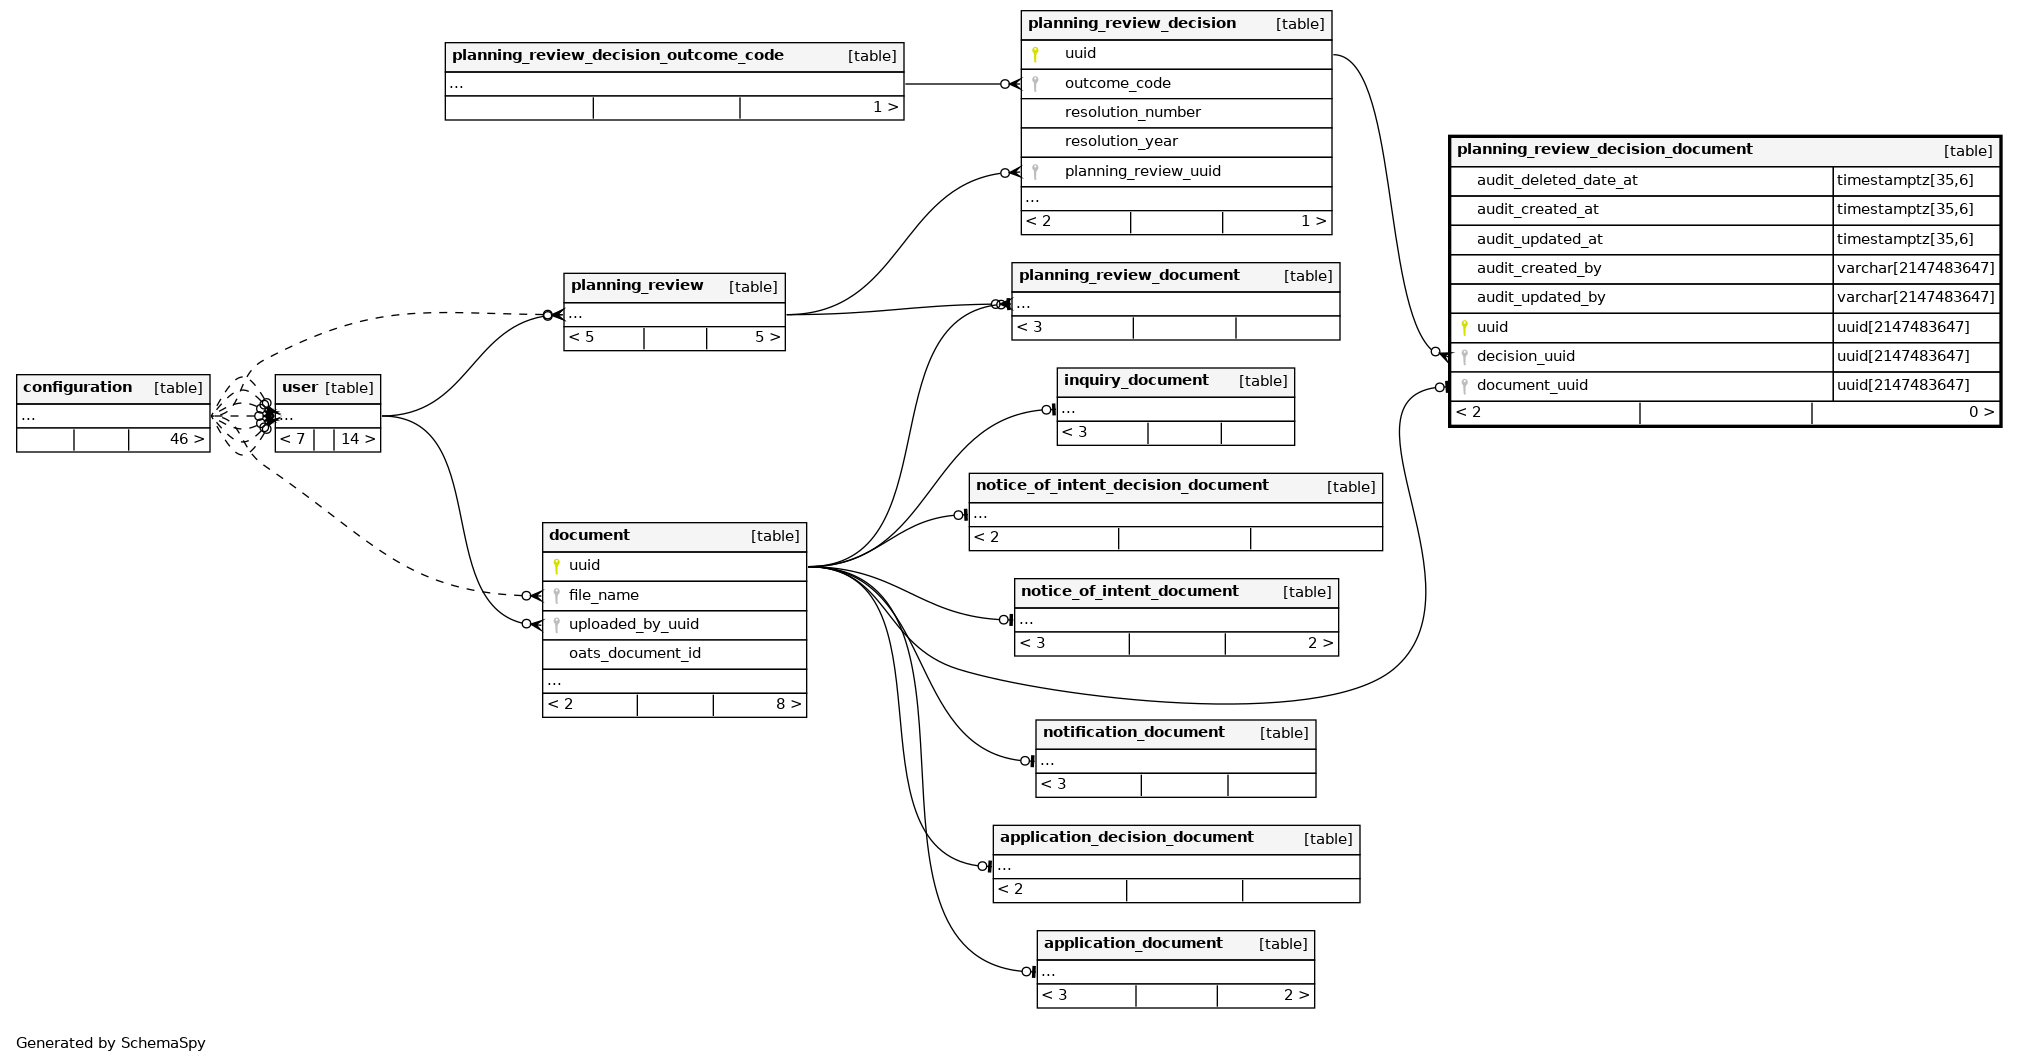 planning_review_decision_outcome_code [table]
...
1 >
planning_review_decision [table]
uuid
outcome_code
resolution_number
resolution_year
planning_review_uuid
...
< 2 1 >
planning_review_decision_document [table]
audit_deleted_date_at timestamptz[35,6]
audit_created_at timestamptz[35,6]
audit_updated_at timestamptz[35,6]
audit_created_by varchar[2147483647]
audit_updated_by varchar[2147483647]
uuid uuid[2147483647]
decision_uuid uuid[2147483647]
document_uuid uuid[2147483647]
< 2 0 >
planning_review [table]
...
< 5 5 >
planning_review_document [table]
...
< 3
configuration [table]
...
46 >
user [table]
...
< 7 14 >
inquiry_document [table]
...
< 3
notice_of_intent_decision_document [table]
...
< 2
document [table]
uuid
file_name
uploaded_by_uuid
oats_document_id
...
< 2 8 >
notice_of_intent_document [table]
...
< 3 2 >
notification_document [table]
...
< 3
application_decision_document [table]
...
< 2
application_document [table]
...
< 3 2 >
Generated by SchemaSpy